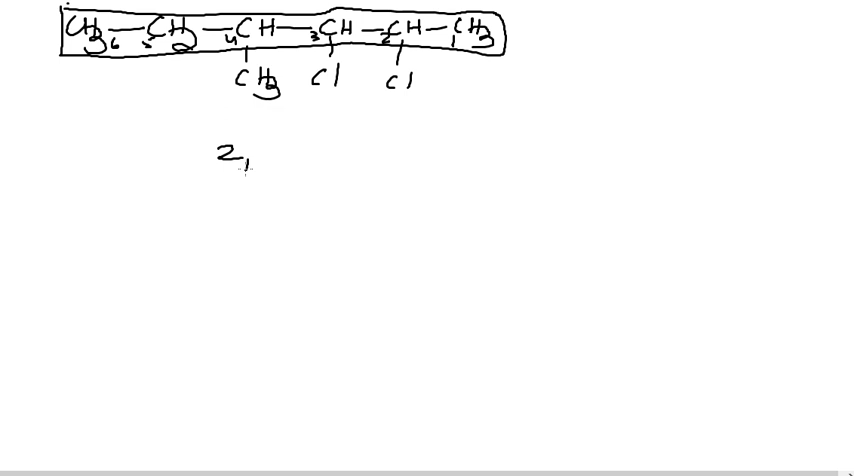 CH3 6 — 5 CH2 — 4 CH — 3 CH — 2 CH — 1 CH3
CH3 Cl Cl
2,